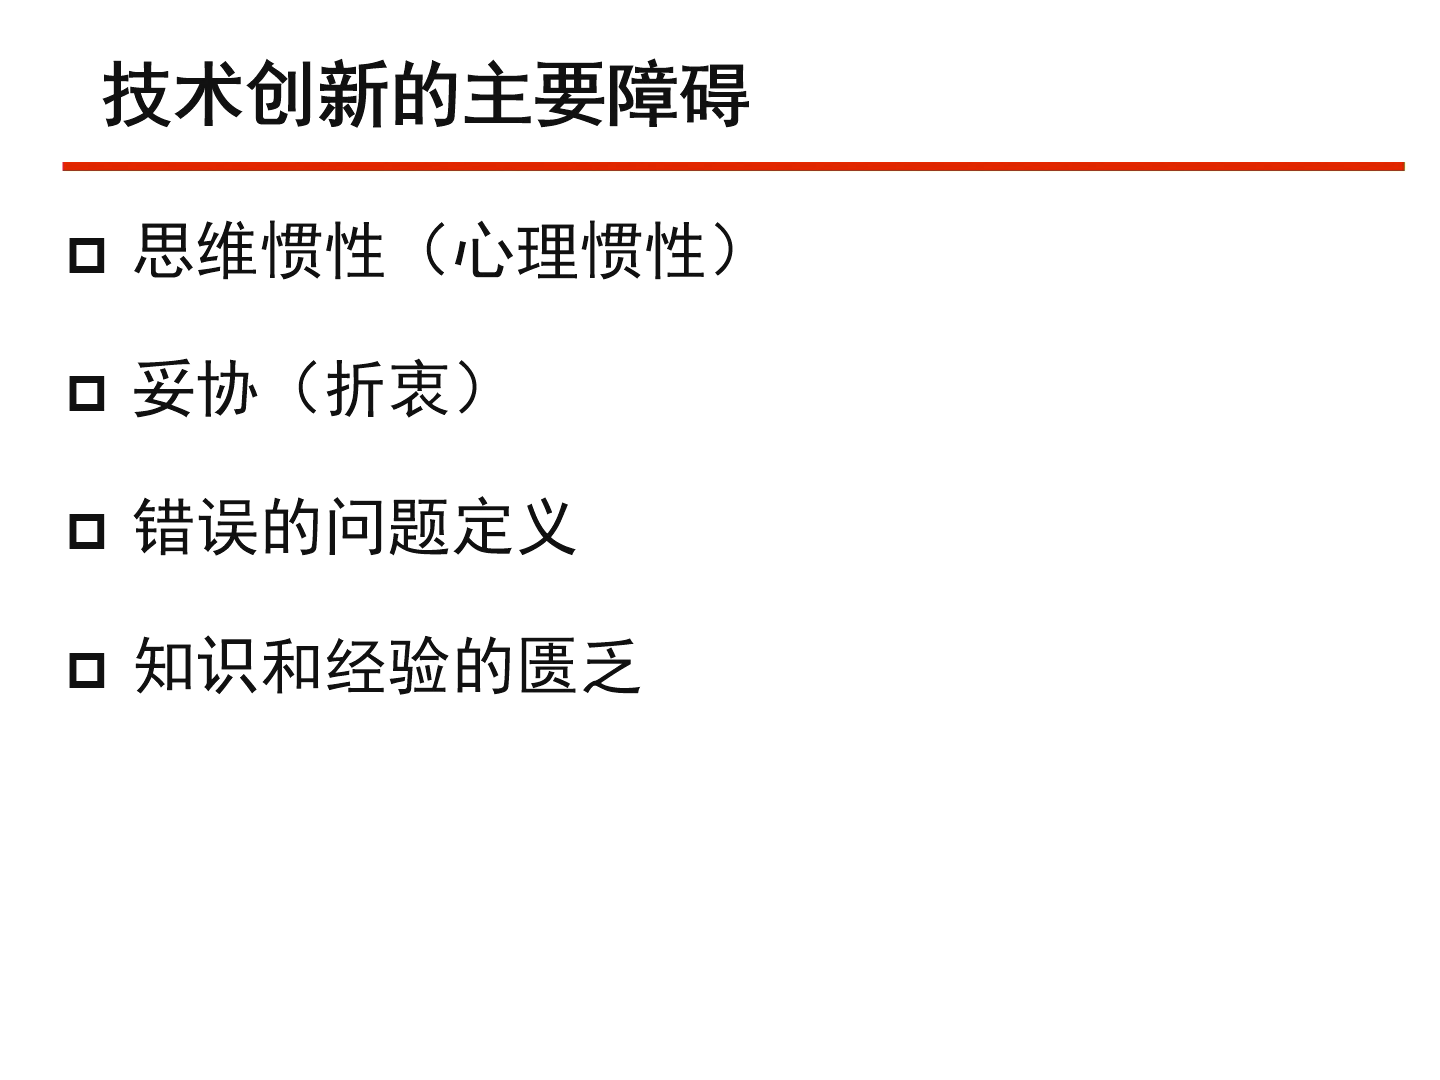 技术创新的主要障碍
思维惯性（心理惯性）
妥协（折衷）
错误的问题定义
知识和经验的匮乏